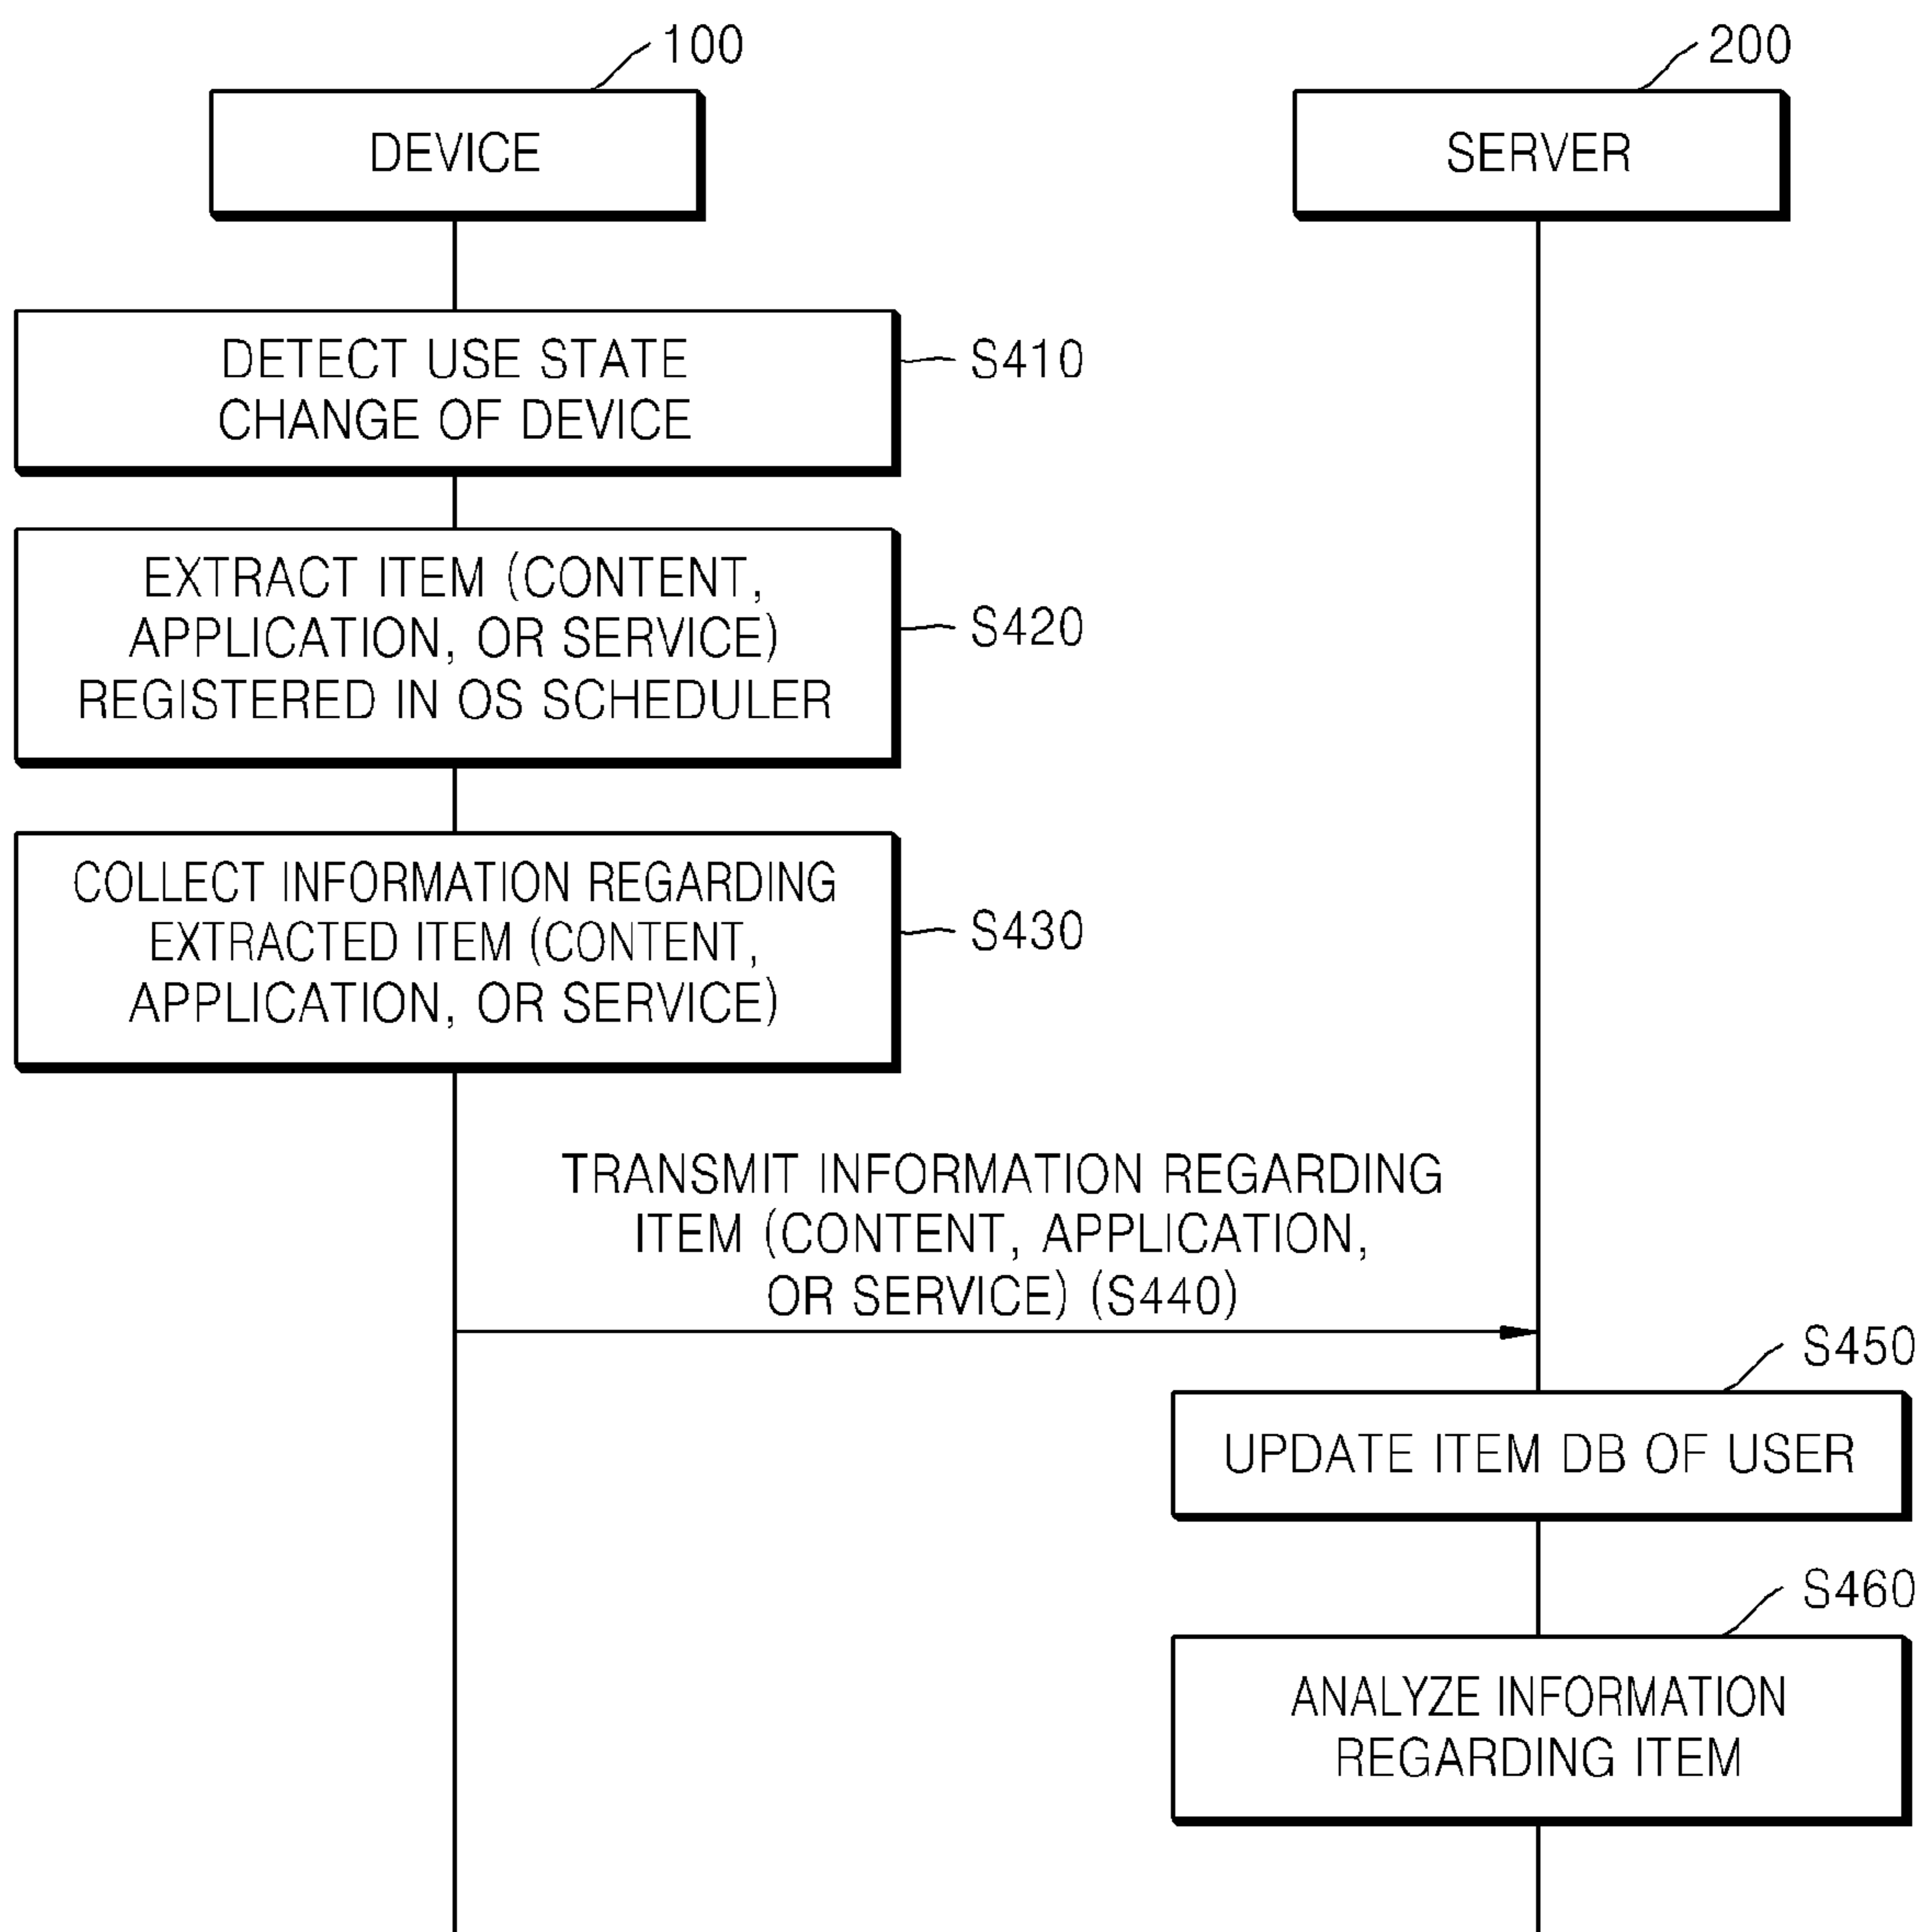 100
200
DEVICE
SERVER
DETECT USE STATE
CHANGE OF DEVICE
S410
EXTRACT ITEM (CONTENT,
APPLICATION, OR SERVICE)
REGISTERED IN OS SCHEDULER
S420
COLLECT INFORMATION REGARDING
EXTRACTED ITEM (CONTENT,
APPLICATION, OR SERVICE)
S430
TRANSMIT INFORMATION REGARDING
ITEM (CONTENT, APPLICATION,
OR SERVICE) (S440)
S450
UPDATE ITEM DB OF USER
S460
ANALYZE INFORMATION
REGARDING ITEM